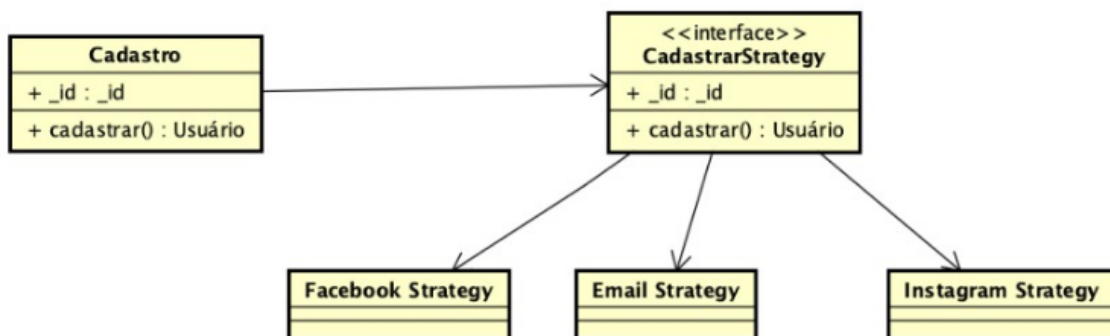 Cadastro
+ _id : _id
+ cadastrar() : Usuário
<<interface>>
CadastrarStrategy
+ _id : _id
+ cadastrar() : Usuário
Facebook Strategy
Email Strategy
Instagram Strategy